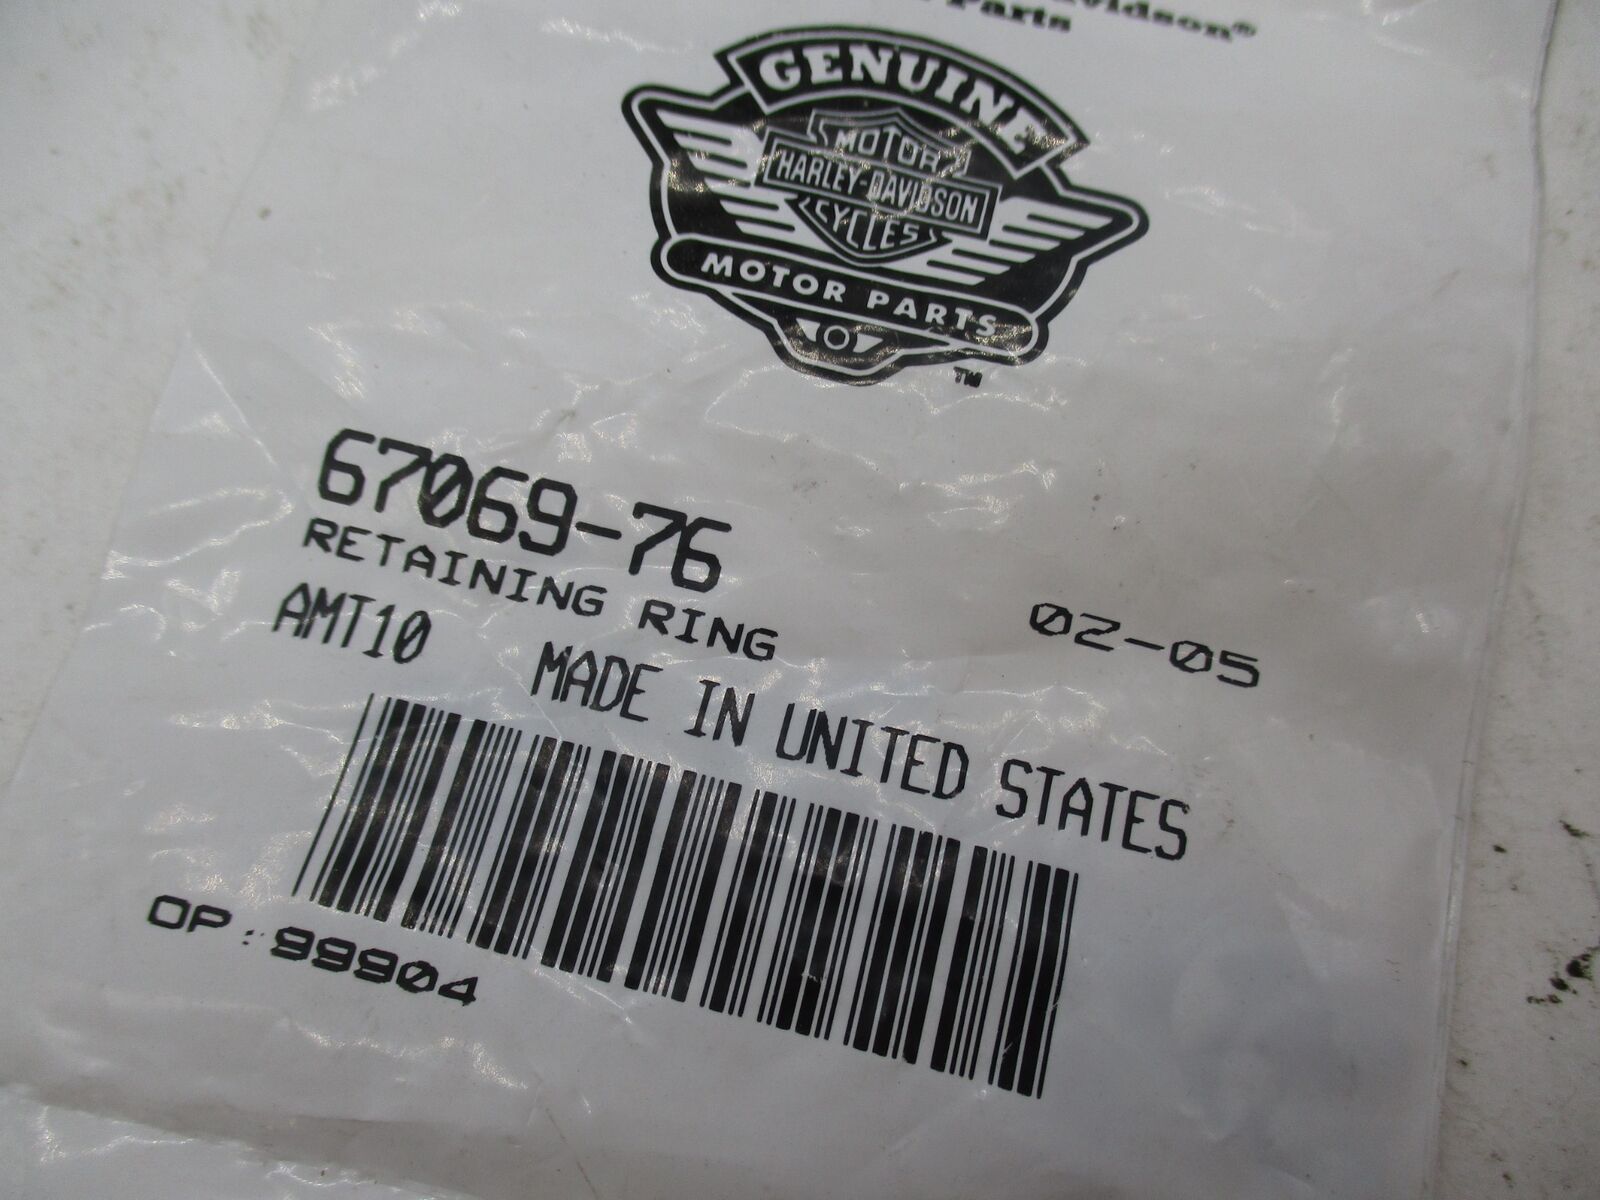 Parts
GENUINE
MOTOR
HARLEY-DAVIDSON
CYCLES
MOTOR PARTS
TM
67069-76
RETAINING RING
02-05
AMT10 MADE IN UNITED STATES
OP: 99904